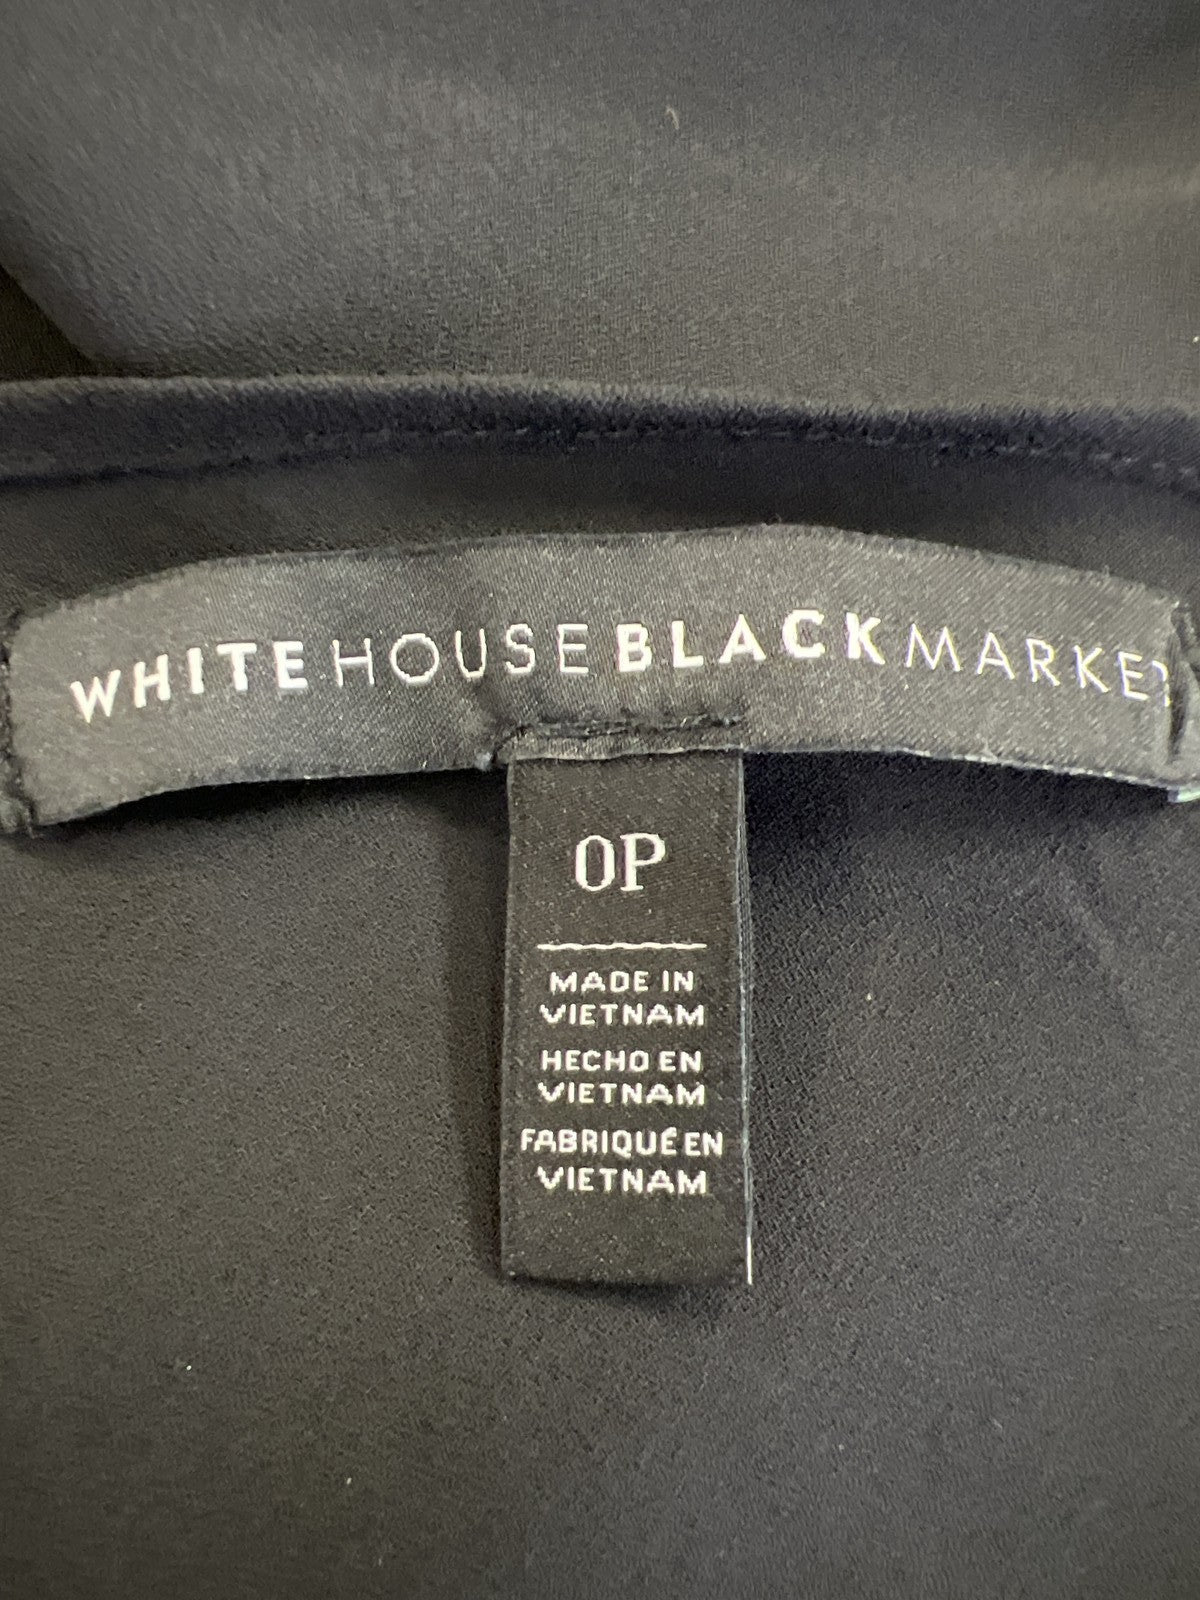 WHITE HOUSE BLACK MARKET
0P
MADE IN
VIETNAM
HECHO EN
VIETNAM
FABRIQUÉ EN
VIETNAM